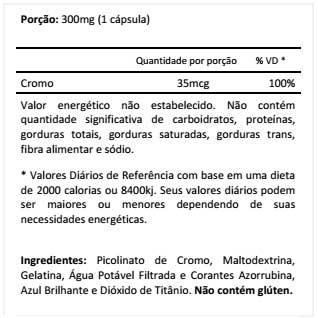 Porção: 300mg (1 cápsula)
Quantidade por porção % VD *
Cromo 35mcg 100%
Valor energético não estabelecido. Não contém
quantidade significativa de carboidratos, proteínas,
gorduras totais, gorduras saturadas, gorduras trans,
fibra alimentar e sódio.
* Valores Diários de Referência com base em uma dieta
de 2000 calorias ou 8400kj. Seus valores diários podem
ser maiores ou menores dependendo de suas
necessidades energéticas.
Ingredientes: Picolinato de Cromo, Maltodextrina,
Gelatina, Água Potável Filtrada e Corantes Azorrubina,
Azul Brilhante e Dióxido de Titânio. Não contém glúten.